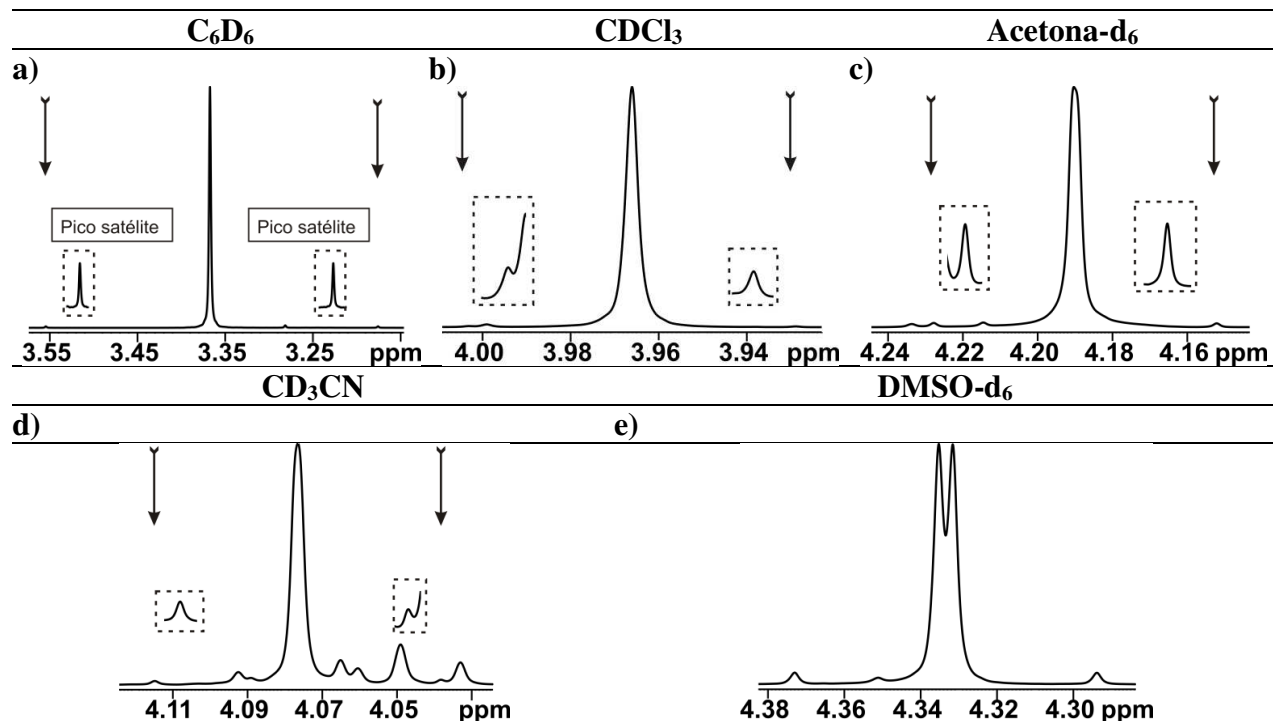 C₆D₆ CDCl₃ Acetona-d₆
a) b) c)
Pico satélite Pico satélite
3.55 3.45 3.35 3.25 ppm 4.00 3.98 3.96 3.94 ppm 4.24 4.22 4.20 4.18 4.16 ppm
CD₃CN DMSO-d₆
d) e)
4.11 4.09 4.07 4.05 ppm 4.38 4.36 4.34 4.32 4.30 ppm